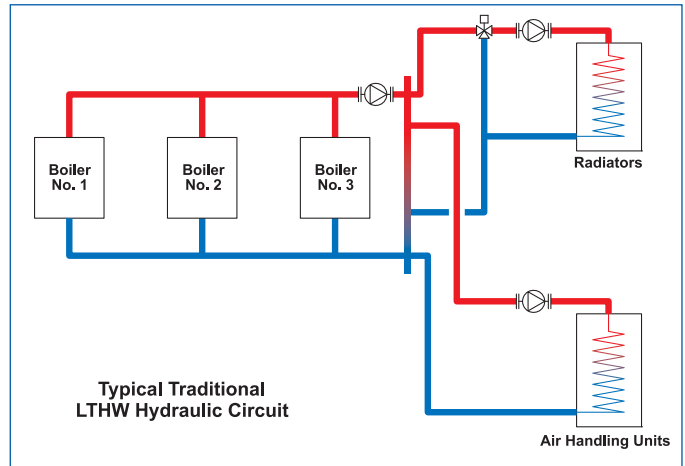 Boiler
No. 1
Boiler
No. 2
Boiler
No. 3
Radiators
Typical Traditional
LTHW Hydraulic Circuit
Air Handling Units